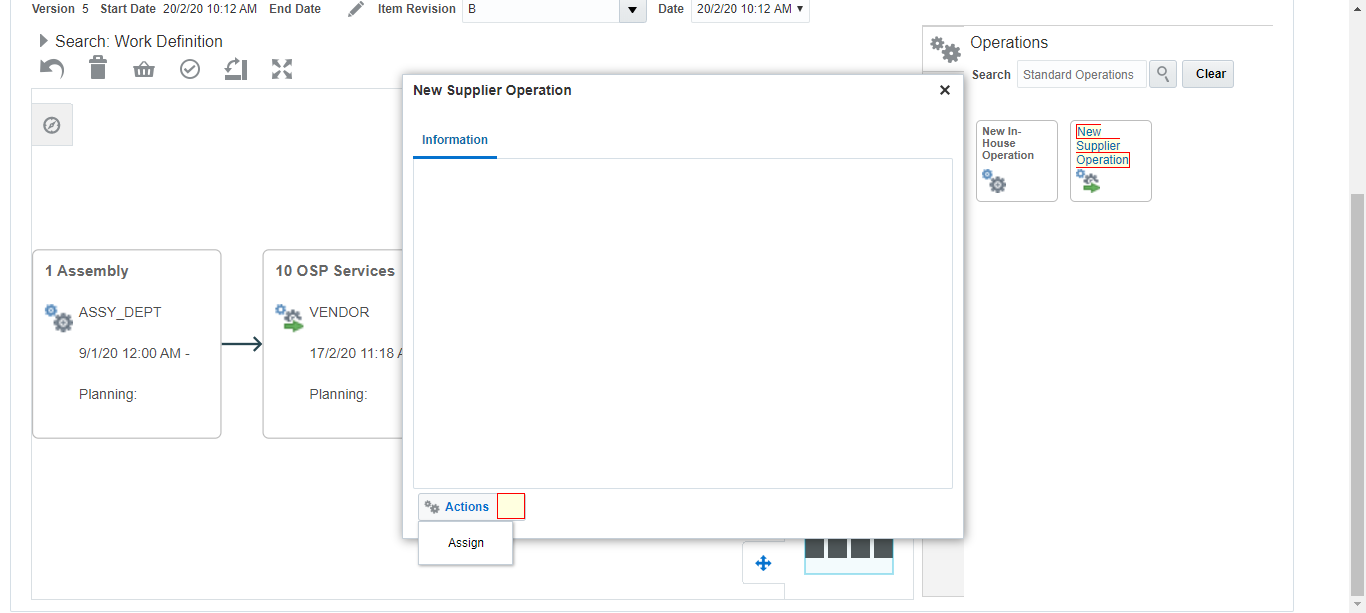 Version 5 Start Date 20/2/20 10:12 AM End Date Item Revision B Date 20/2/20 10:12 AM
Search: Work Definition
Operations
Search Standard Operations Clear
New Supplier Operation
Information
New In-
House
Operation
New
Supplier
Operation
1 Assembly
ASSY_DEPT
9/1/20 12:00 AM -
Planning:
10 OSP Services
VENDOR
17/2/20 11:18
Planning:
Actions
Assign